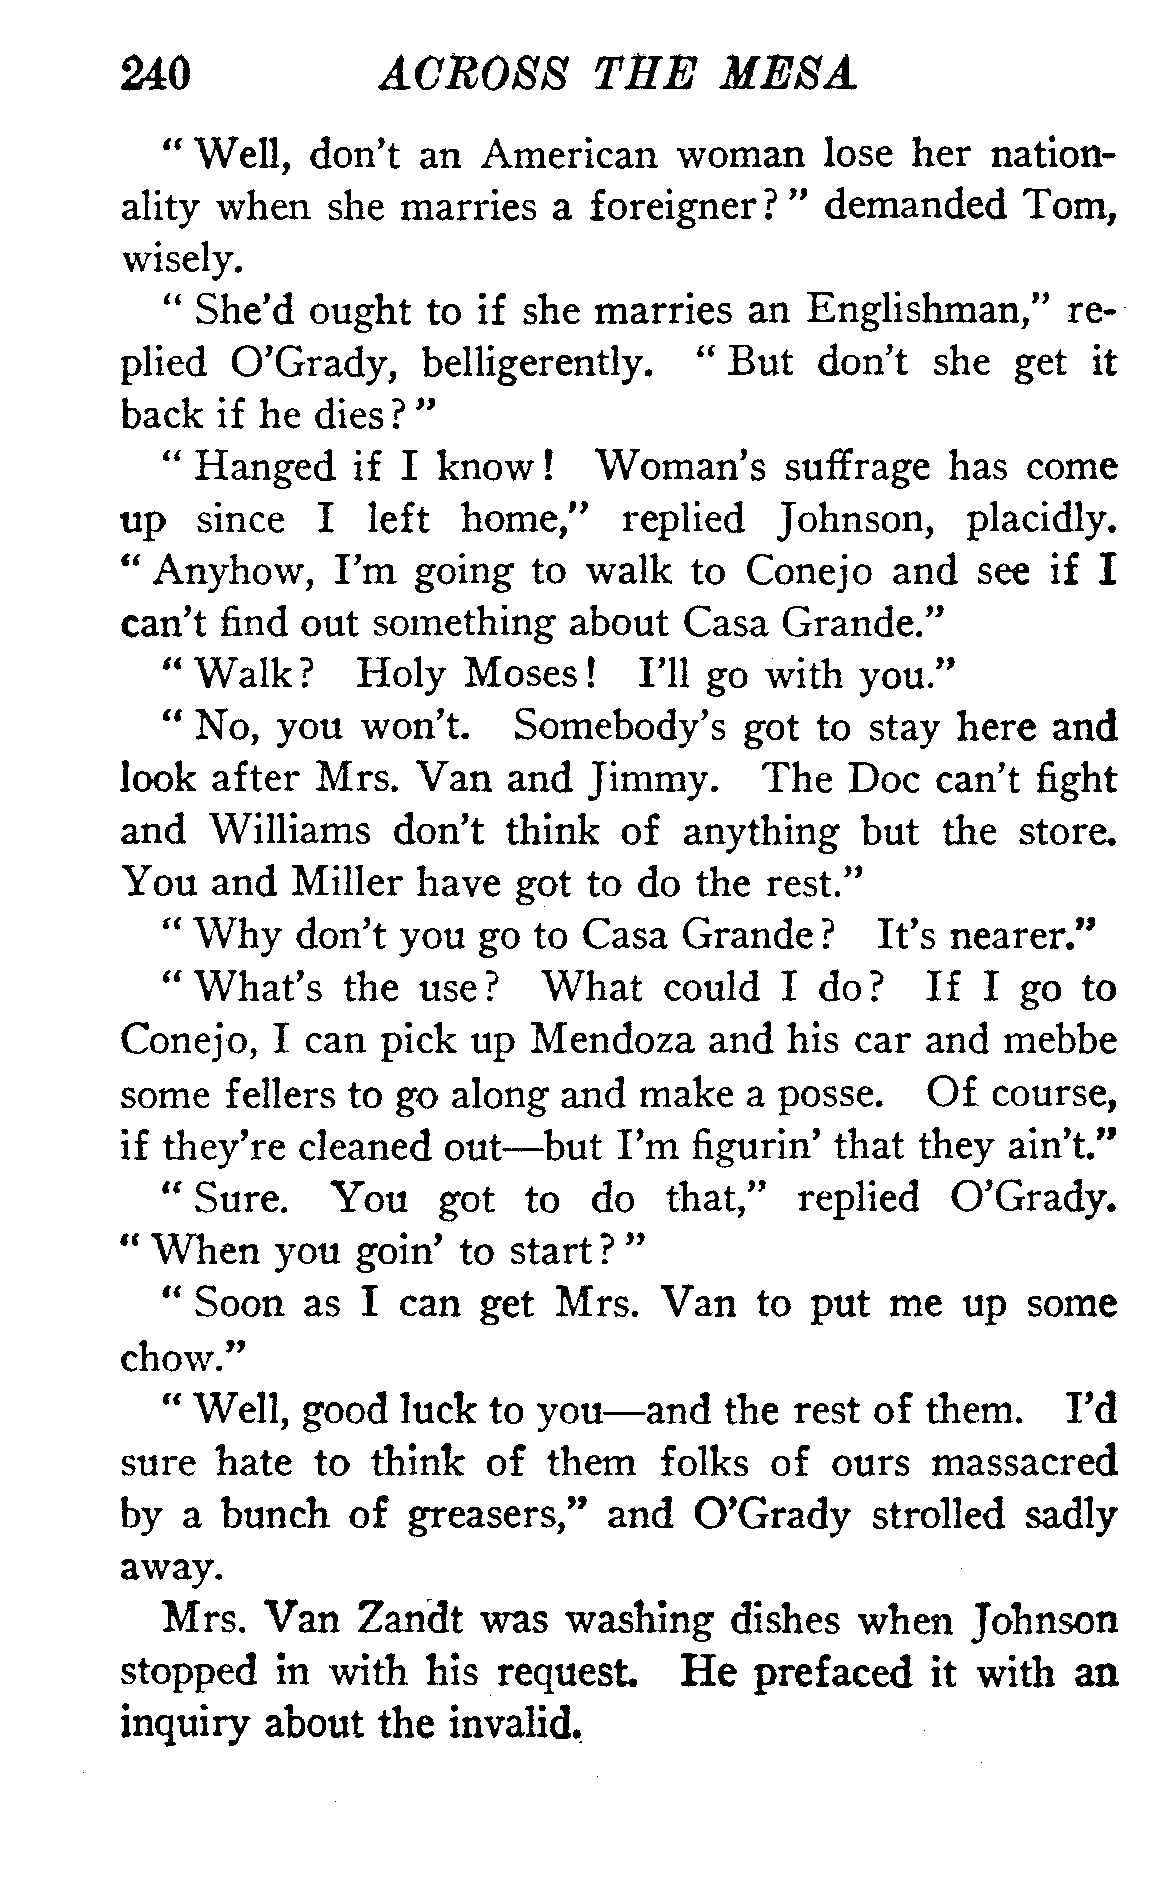 240 ACROSS THE MESA
" Well, don't an American woman lose her nation-
ality when she marries a foreigner? " demanded Tom,
wisely.
" She'd ought to if she marries an Englishman," re-
plied O'Grady, belligerently. " But don't she get it
back if he dies? "
" Hanged if I know! Woman's suffrage has come
up since I left home," replied Johnson, placidly.
" Anyhow, I'm going to walk to Conejo and see if I
can't find out something about Casa Grande."
" Walk? Holy Moses! I'll go with you."
" No, you won't. Somebody's got to stay here and
look after Mrs. Van and Jimmy. The Doc can't fight
and Williams don't think of anything but the store.
You and Miller have got to do the rest."
" Why don't you go to Casa Grande? It's nearer."
" What's the use? What could I do? If I go to
Conejo, I can pick up Mendoza and his car and mebbe
some fellers to go along and make a posse. Of course,
if they're cleaned out—but I'm figurin' that they ain't."
" Sure. You got to do that," replied O'Grady.
" When you goin' to start? "
" Soon as I can get Mrs. Van to put me up some
chow."
" Well, good luck to you—and the rest of them. I'd
sure hate to think of them folks of ours massacred
by a bunch of greasers," and O'Grady strolled sadly
away.
Mrs. Van Zandt was washing dishes when Johnson
stopped in with his request. He prefaced it with an
inquiry about the invalid.